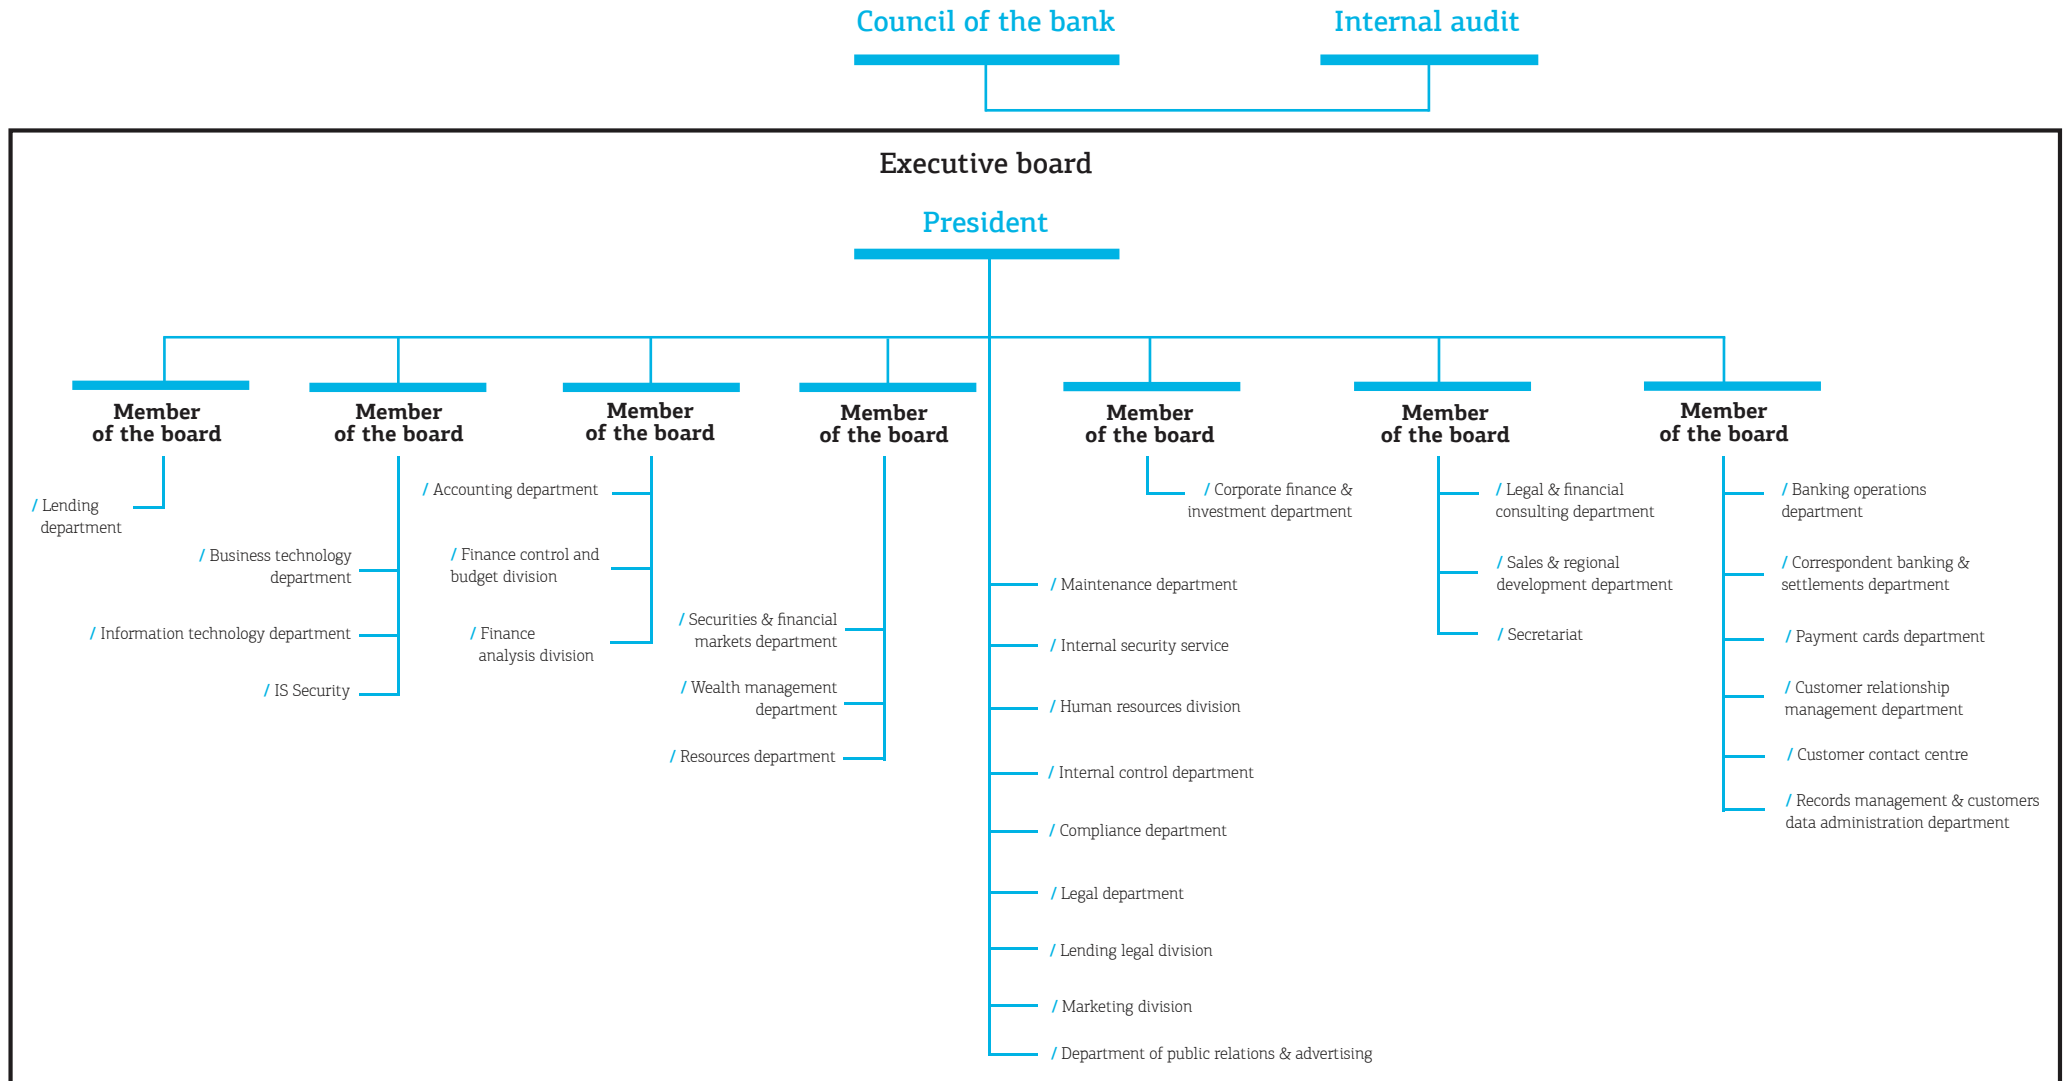 Council of the bank
Internal audit
Executive board
President
Member
of the board
/ Lending
department
Member
of the board
/ Business technology
department
/ Information technology department
/ IS Security
Member
of the board
/ Accounting department
/ Finance control and
budget division
/ Finance
analysis division
Member
of the board
/ Securities & financial
markets department
/ Wealth management
department
/ Resources department
/ Maintenance department
/ Internal security service
/ Human resources division
/ Internal control department
/ Compliance department
/ Legal department
/ Lending legal division
/ Marketing division
/ Department of public relations & advertising
Member
of the board
/ Corporate finance &
investment department
Member
of the board
/ Legal & financial
consulting department
/ Sales & regional
development department
/ Secretariat
Member
of the board
/ Banking operations
department
/ Correspondent banking &
settlements department
/ Payment cards department
/ Customer relationship
management department
/ Customer contact centre
/ Records management & customers
data administration department